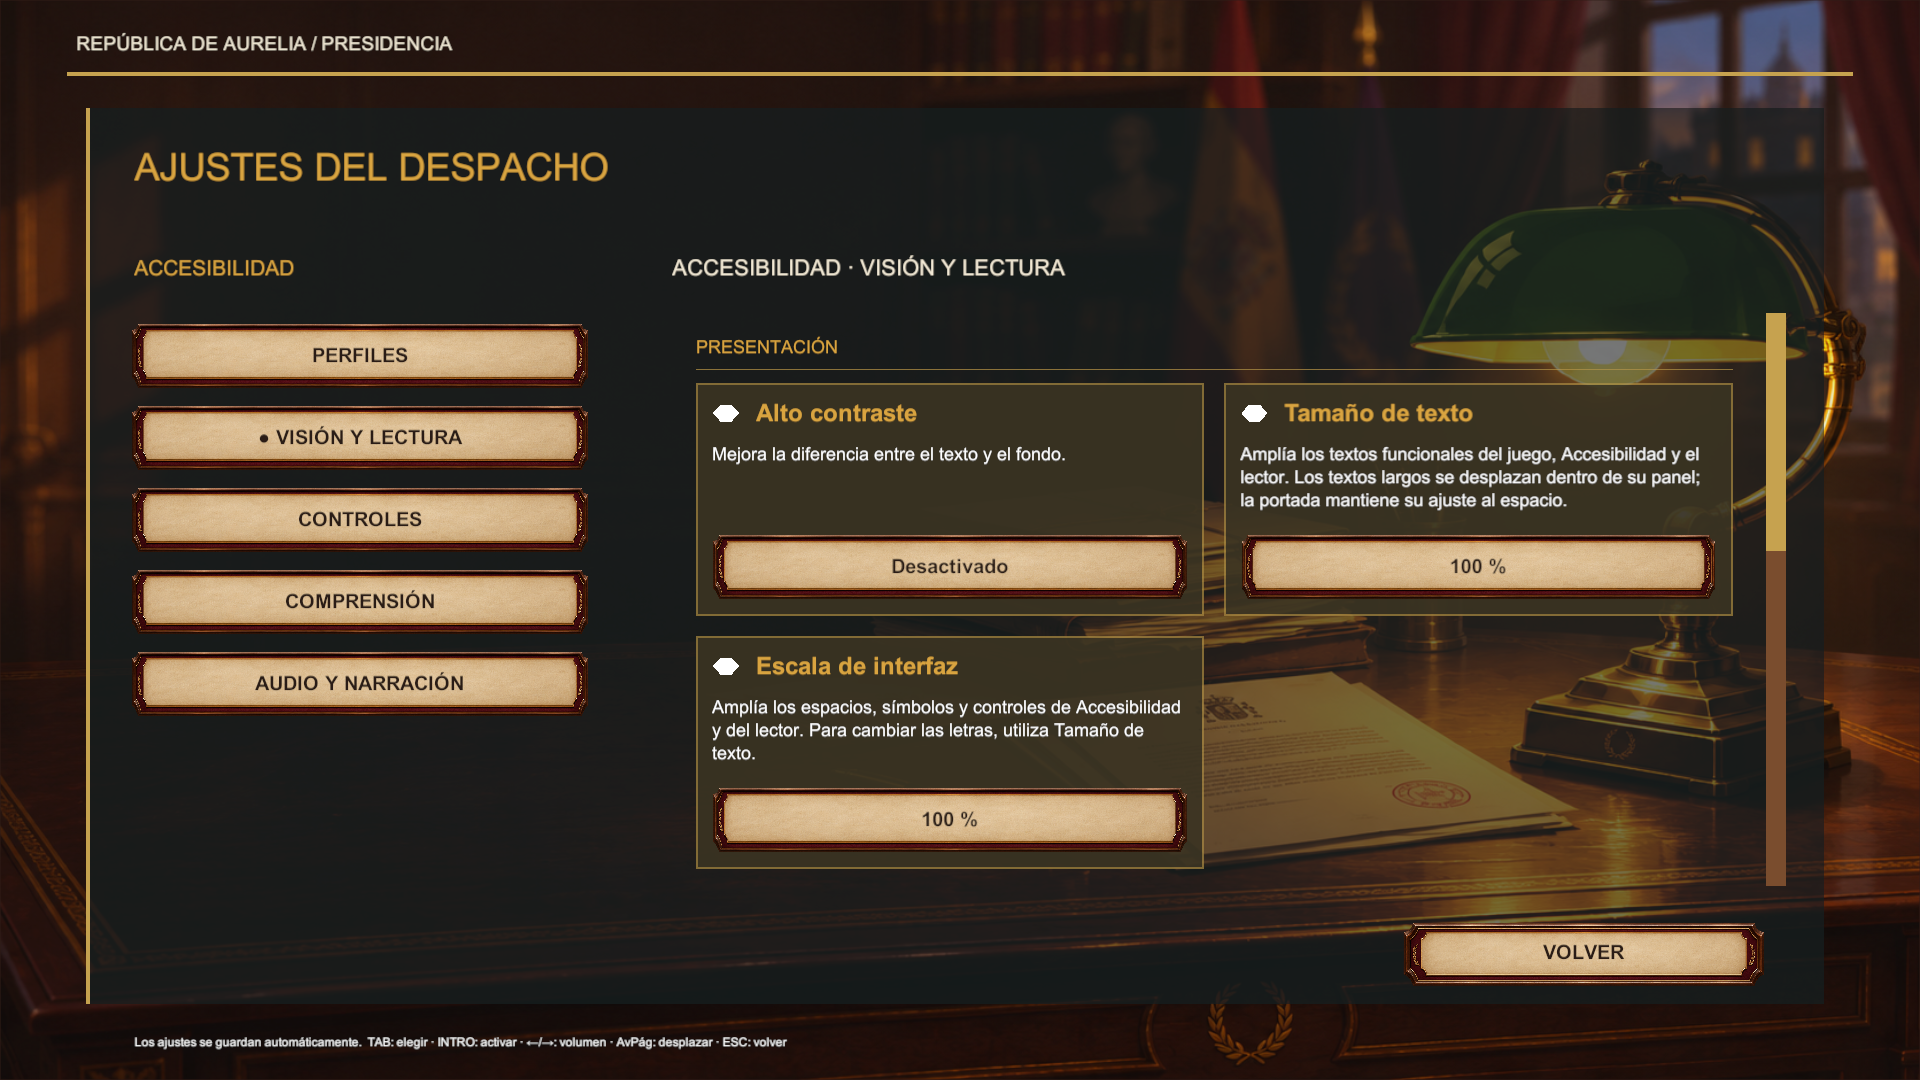 REPÚBLICA DE AURELIA / PRESIDENCIA
AJUSTES DEL DESPACHO
ACCESIBILIDAD
PERFILES
● VISIÓN Y LECTURA
CONTROLES
COMPRENSIÓN
AUDIO Y NARRACIÓN
ACCESIBILIDAD · VISIÓN Y LECTURA
PRESENTACIÓN
Alto contraste
Mejora la diferencia entre el texto y el fondo.
Desactivado
Tamaño de texto
Amplía los textos funcionales del juego, Accesibilidad y el
lector. Los textos largos se desplazan dentro de su panel;
la portada mantiene su ajuste al espacio.
100 %
Escala de interfaz
Amplía los espacios, símbolos y controles de Accesibilidad
y del lector. Para cambiar las letras, utiliza Tamaño de
texto.
100 %
VOLVER
Los ajustes se guardan automáticamente. TAB: elegir · INTRO: activar · ←/→: volumen · AvPág: desplazar · ESC: volver